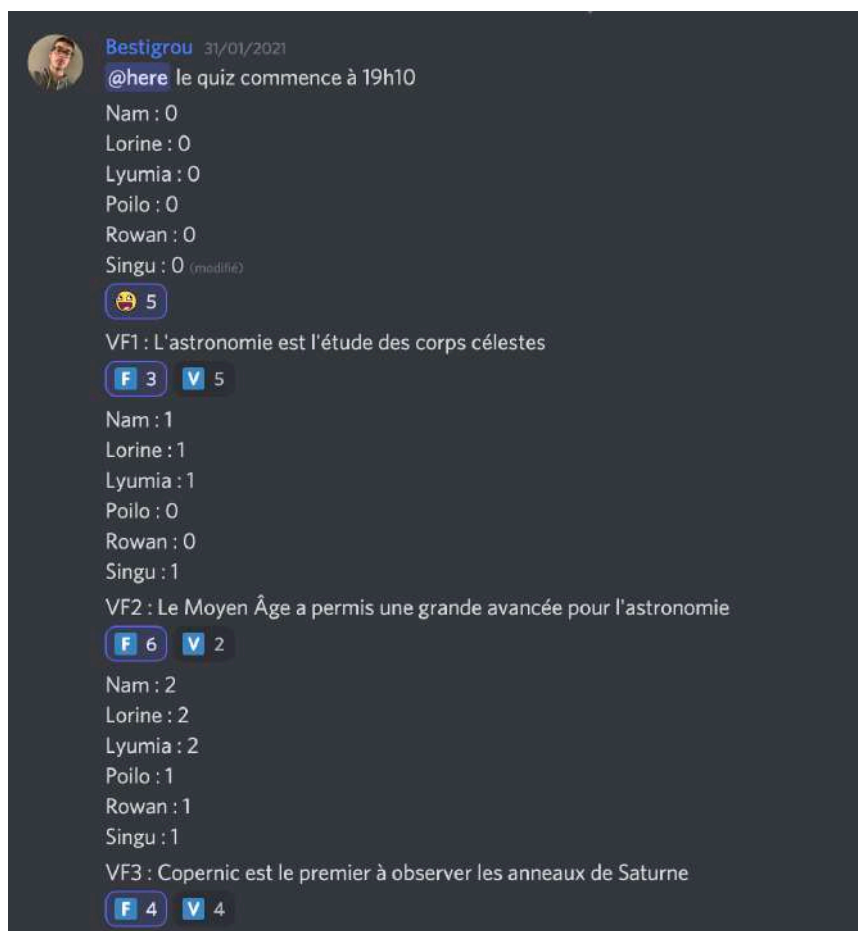 Bestigrou 31/01/2021
@here le quiz commence à 19h10
Nam : 0
Lorine : 0
Lyumia : 0
Poilo : 0
Rowan : 0
Singu : 0 (modifié)
5
VF1 : L'astronomie est l'étude des corps célestes
F 3 V 5
Nam : 1
Lorine : 1
Lyumia : 1
Poilo : 0
Rowan : 0
Singu : 1
VF2 : Le Moyen Âge a permis une grande avancée pour l'astronomie
F 6 V 2
Nam : 2
Lorine : 2
Lyumia : 2
Poilo : 1
Rowan : 1
Singu : 1
VF3 : Copernic est le premier à observer les anneaux de Saturne
F 4 V 4